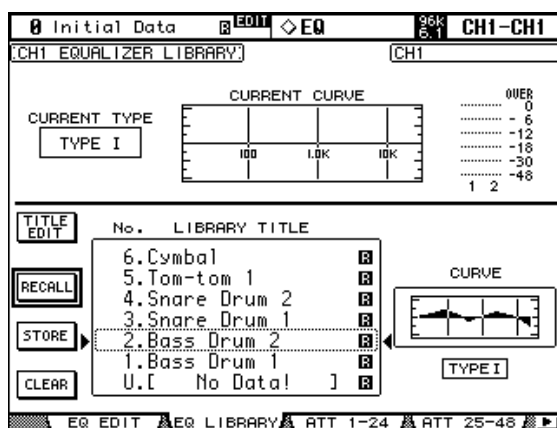 0 Initial Data R EDIT ◇EQ 96k 6.1 CH1-CH1
CH1 EQUALIZER LIBRARY CH1
CURRENT TYPE
TYPE I
CURRENT CURVE
100 1.0K 10K
OVER
0
- 6
-12
-18
-30
-48
1 2
TITLE EDIT
RECALL
STORE
CLEAR
No. LIBRARY TITLE
6.Cymbal R
5.Tom-tom 1 R
4.Snare Drum 2 R
3.Snare Drum 1 R
2.Bass Drum 2 R
1.Bass Drum 1 R
U.[ No Data! ] R
CURVE
TYPE I
EQ EDIT EQ LIBRARY ATT 1-24 ATT 25-48